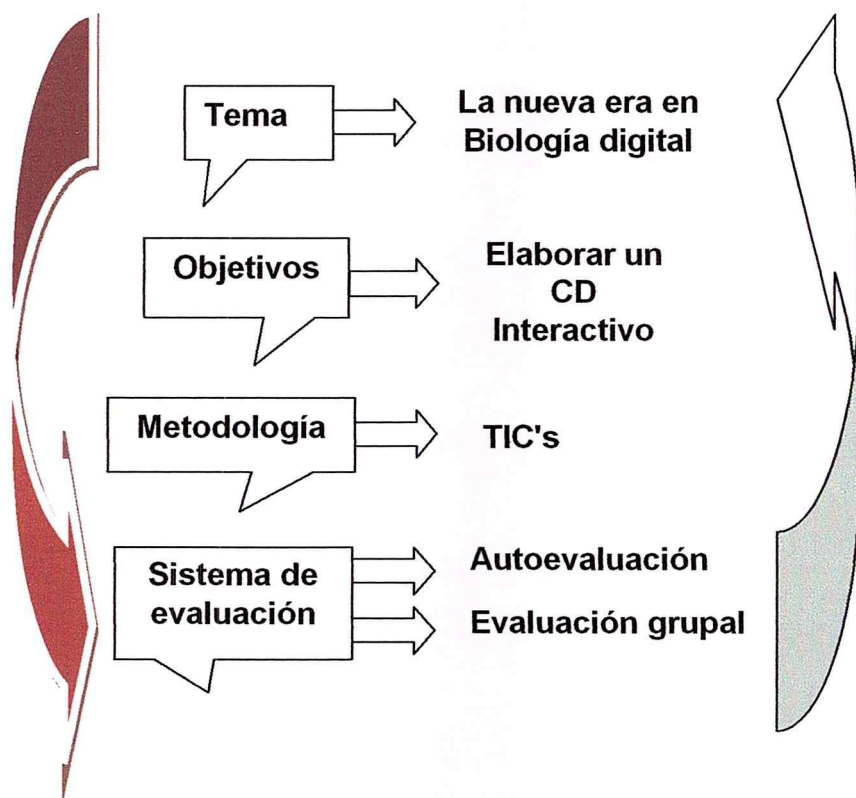 Tema
La nueva era en
Biología digital
Objetivos
Elaborar un
CD
Interactivo
Metodología
TIC's
Sistema de
evaluación
Autoevaluación
Evaluación grupal